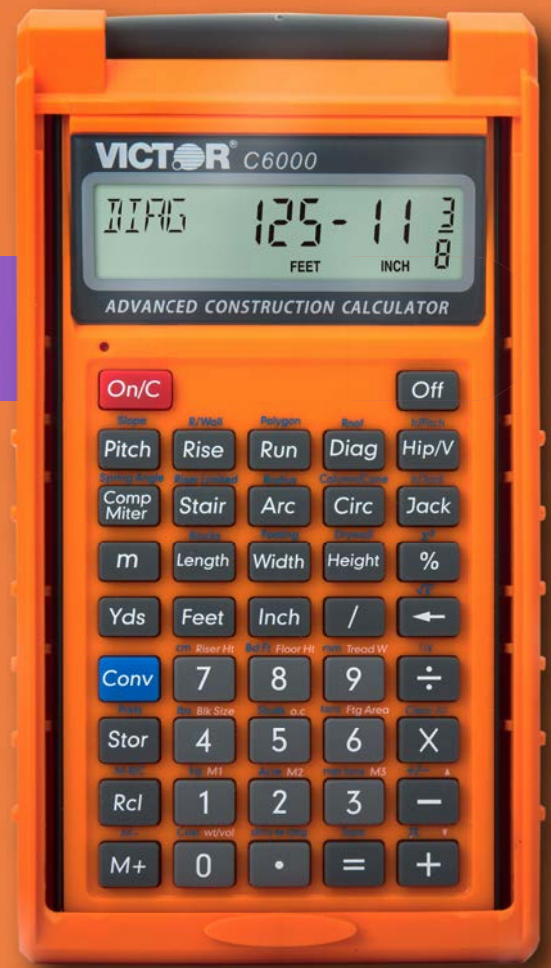 VICTOR® C6000
DIAG 125-11 3/8
FEET INCH
ADVANCED CONSTRUCTION CALCULATOR
On/C Off
Slope R/Wall Polygon Roof
Pitch Rise Run Diag Hip/V
Comp Miter Stair Arc Circ Jack
m Length Width Height %
Yds Feet Inch / ←
cm Riser Ht Bd Ft Floor Ht Tread W
Conv 7 8 9 ÷
Blk Size o.c Ftg Area
Stor 4 5 6 X
M1 M2 M3
Rcl 1 2 3 −
wt/vol
M+ 0 • = +